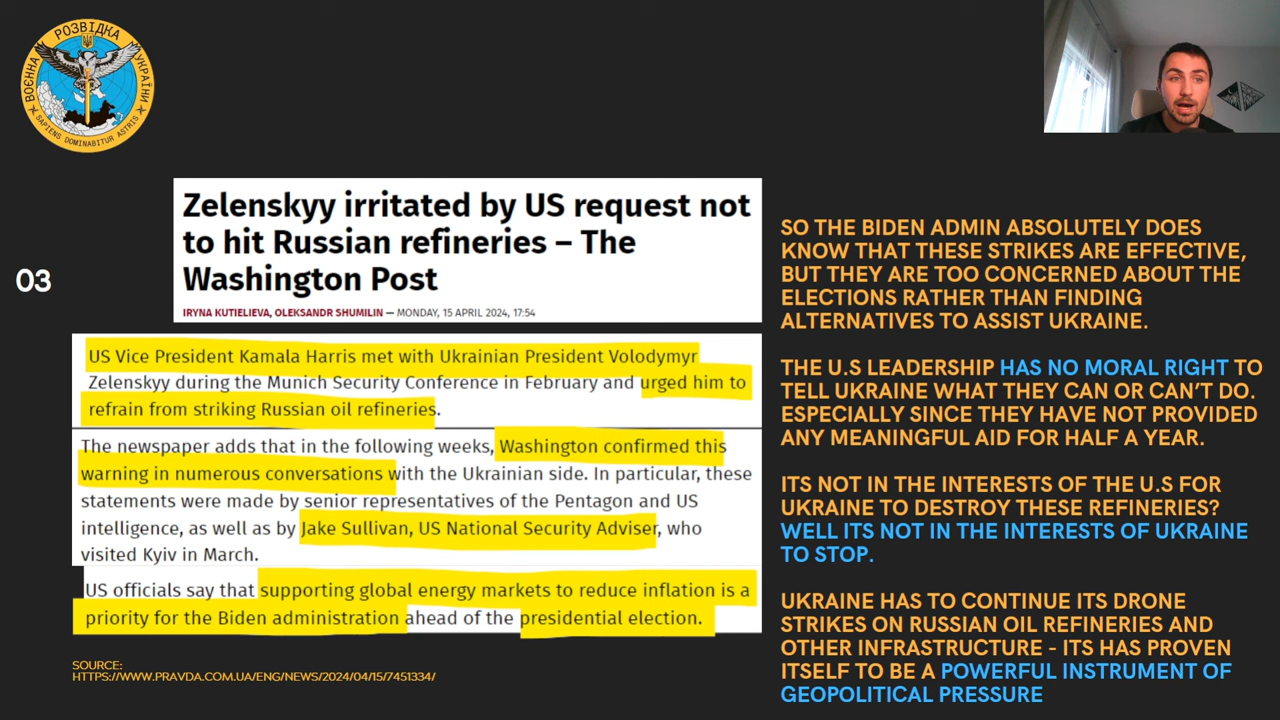 ВОЄННА РОЗВІДКА УКРАЇНИ
SAPIENS DOMINABITUR ASTRIS
03
Zelenskyy irritated by US request not
to hit Russian refineries – The
Washington Post
IRYNA KUTIELIEVA, OLEKSANDR SHUMILIN — MONDAY, 15 APRIL 2024, 17:54
US Vice President Kamala Harris met with Ukrainian President Volodymyr
Zelenskyy during the Munich Security Conference in February and urged him to
refrain from striking Russian oil refineries.
The newspaper adds that in the following weeks, Washington confirmed this
warning in numerous conversations with the Ukrainian side. In particular, these
statements were made by senior representatives of the Pentagon and US
intelligence, as well as by Jake Sullivan, US National Security Adviser, who
visited Kyiv in March.
US officials say that supporting global energy markets to reduce inflation is a
priority for the Biden administration ahead of the presidential election.
SOURCE:
HTTPS://WWW.PRAVDA.COM.UA/ENG/NEWS/2024/04/15/7451334/
SO THE BIDEN ADMIN ABSOLUTELY DOES
KNOW THAT THESE STRIKES ARE EFFECTIVE,
BUT THEY ARE TOO CONCERNED ABOUT THE
ELECTIONS RATHER THAN FINDING
ALTERNATIVES TO ASSIST UKRAINE.
THE U.S LEADERSHIP HAS NO MORAL RIGHT TO
TELL UKRAINE WHAT THEY CAN OR CAN'T DO.
ESPECIALLY SINCE THEY HAVE NOT PROVIDED
ANY MEANINGFUL AID FOR HALF A YEAR.
ITS NOT IN THE INTERESTS OF THE U.S FOR
UKRAINE TO DESTROY THESE REFINERIES?
WELL ITS NOT IN THE INTERESTS OF UKRAINE
TO STOP.
UKRAINE HAS TO CONTINUE ITS DRONE
STRIKES ON RUSSIAN OIL REFINERIES AND
OTHER INFRASTRUCTURE - ITS HAS PROVEN
ITSELF TO BE A POWERFUL INSTRUMENT OF
GEOPOLITICAL PRESSURE